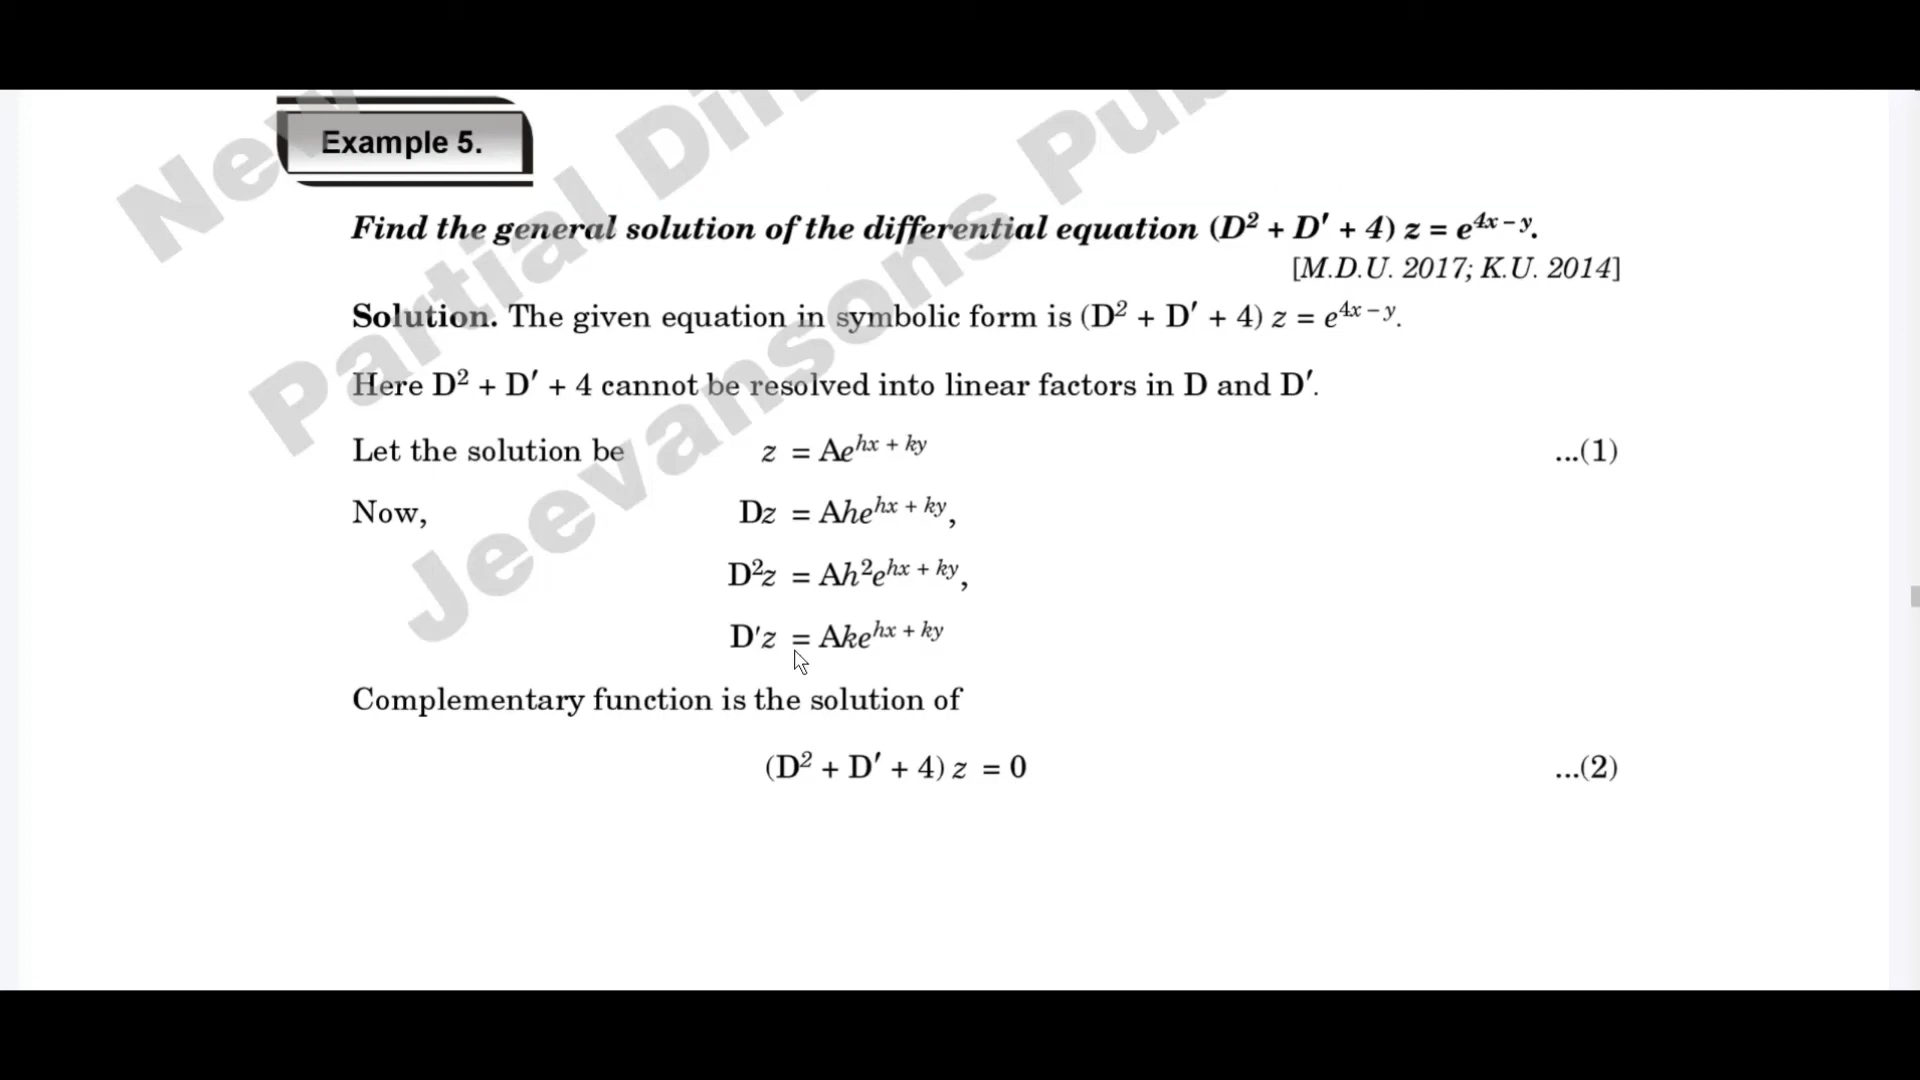 Example 5.
Find the general solution of the differential equation (D² + D′ + 4) z = e^{4x – y}.
[M.D.U. 2017; K.U. 2014]
Solution. The given equation in symbolic form is (D² + D′ + 4) z = e^{4x – y}.
Here D² + D′ + 4 cannot be resolved into linear factors in D and D′.
Let the solution be z = Ae^{hx + ky} ...(1)
Now, Dz = Ahe^{hx + ky},
D²z = Ah²e^{hx + ky},
D′z = Ake^{hx + ky}
Complementary function is the solution of
(D² + D′ + 4) z = 0 ...(2)
Partial
Jeevansons